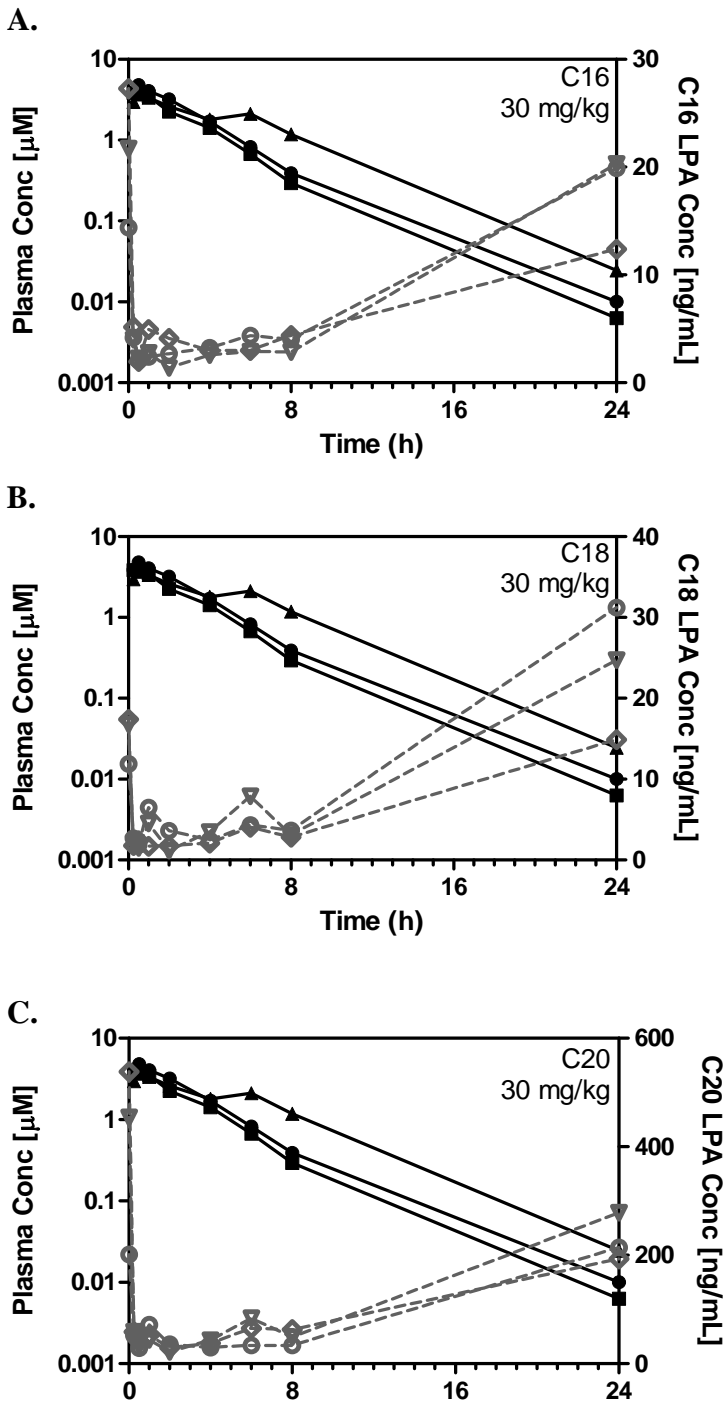 A.
C16
30 mg/kg
10
1
0.1
0.01
0.001
Plasma Conc [µM]
30
20
10
0
C16 LPA Conc [ng/mL]
0 8 16 24
Time (h)
B.
C18
30 mg/kg
10
1
0.1
0.01
0.001
Plasma Conc [µM]
40
30
20
10
0
C18 LPA Conc [ng/mL]
0 8 16 24
Time (h)
C.
C20
30 mg/kg
10
1
0.1
0.01
0.001
Plasma Conc [µM]
600
400
200
0
C20 LPA Conc [ng/mL]
0 8 16 24